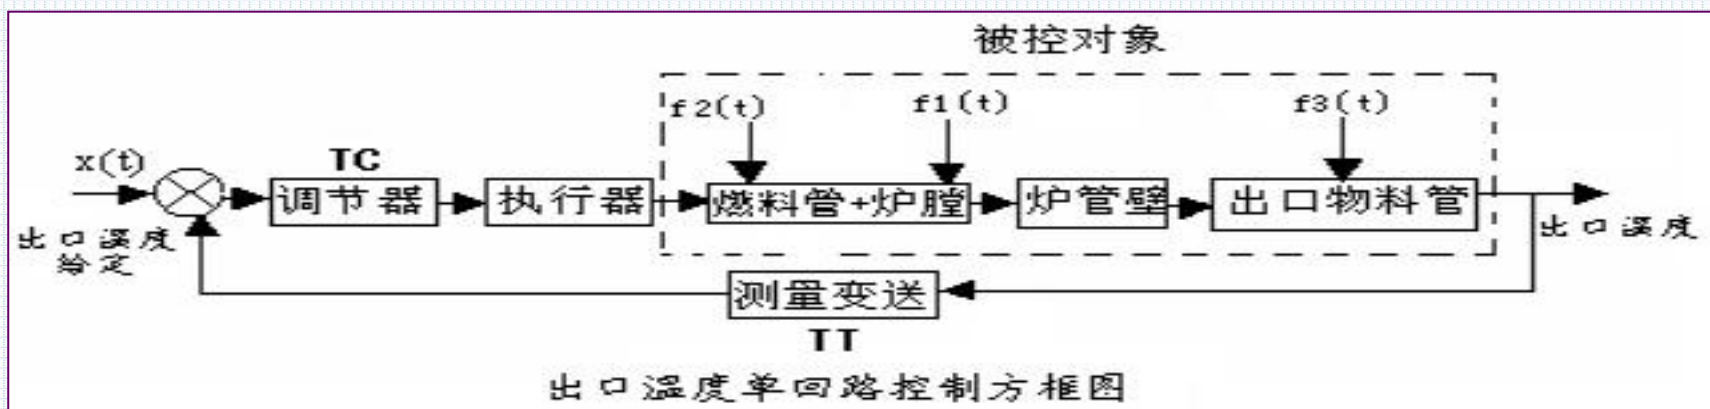 被控对象
f2(t)
f1(t)
f3(t)
x(t)
TC
调节器
执行器
燃料管+炉膛
炉管壁
出口物料管
出口温度
给定
出口温度
测量变送
TT
出口温度单回路控制方框图